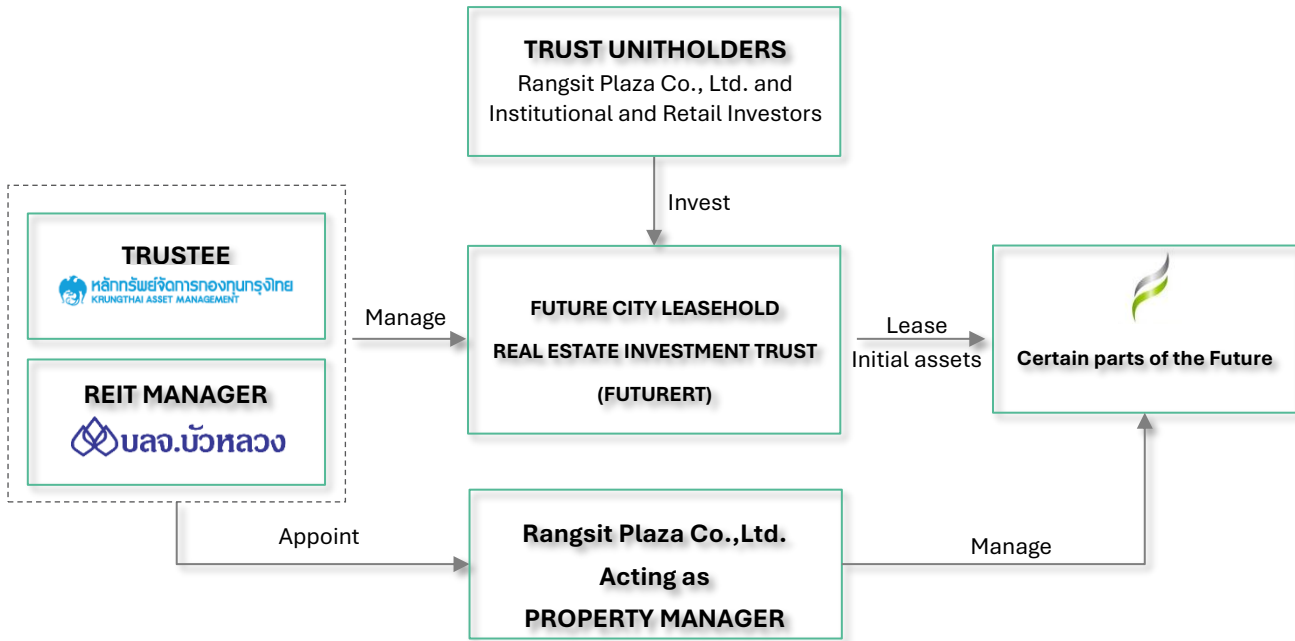 TRUST UNITHOLDERS
Rangsit Plaza Co., Ltd. and
Institutional and Retail Investors
Invest
TRUSTEE
หลักทรัพย์จัดการกองทุนกรุงไทย
KRUNGTHAI ASSET MANAGEMENT
REIT MANAGER
บลจ.บัวหลวง
Manage
FUTURE CITY LEASEHOLD
REAL ESTATE INVESTMENT TRUST
(FUTURERT)
Lease
Initial assets
Certain parts of the Future
Appoint
Rangsit Plaza Co.,Ltd.
Acting as
PROPERTY MANAGER
Manage